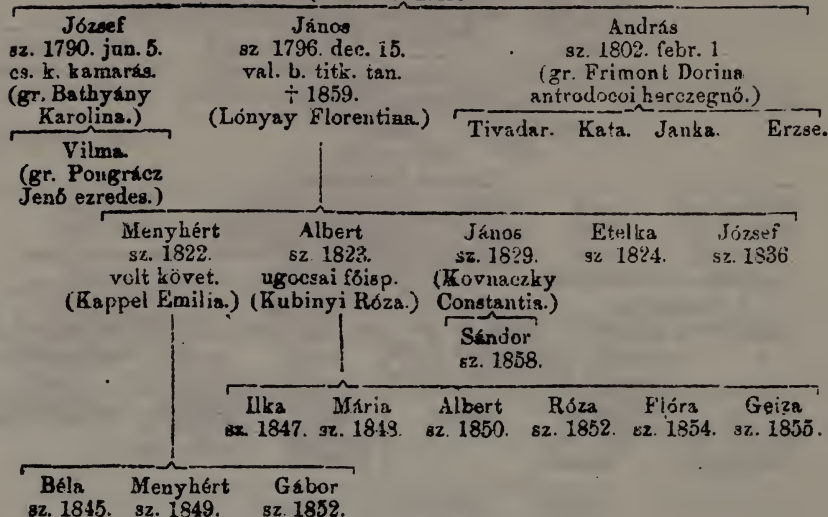 József
sz. 1790. jun. 5.
cs. k. kamarás.
(gr. Bathyány
Karolina.)
János
sz 1796. dec. 15.
val. b. titk. tan.
† 1859.
(Lónyay Florentina.)
András
sz. 1802. febr. 1
(gr. Frimont Dorina
antrodocoi herczegnő.)
Vilma.
(gr. Pongrácz
Jenő ezredes.)
Tivadar. Kata. Janka. Erzse.
Menyhért
sz. 1822.
volt követ.
(Kappel Emilia.)
Albert
sz 1823.
ugocsai főisp.
(Kubinyi Róza.)
János
sz. 1829.
(Kovnaczky
Constantia.)
Etelka
sz 1824.
József
sz. 1836
Sándor
sz. 1858.
Ilka Mária Albert Róza Flóra Geiza
sz. 1847. sz. 1848. sz. 1850. sz. 1852. sz. 1854. sz. 1855.
Béla Menyhért Gábor
sz. 1845. sz. 1849. sz. 1852.